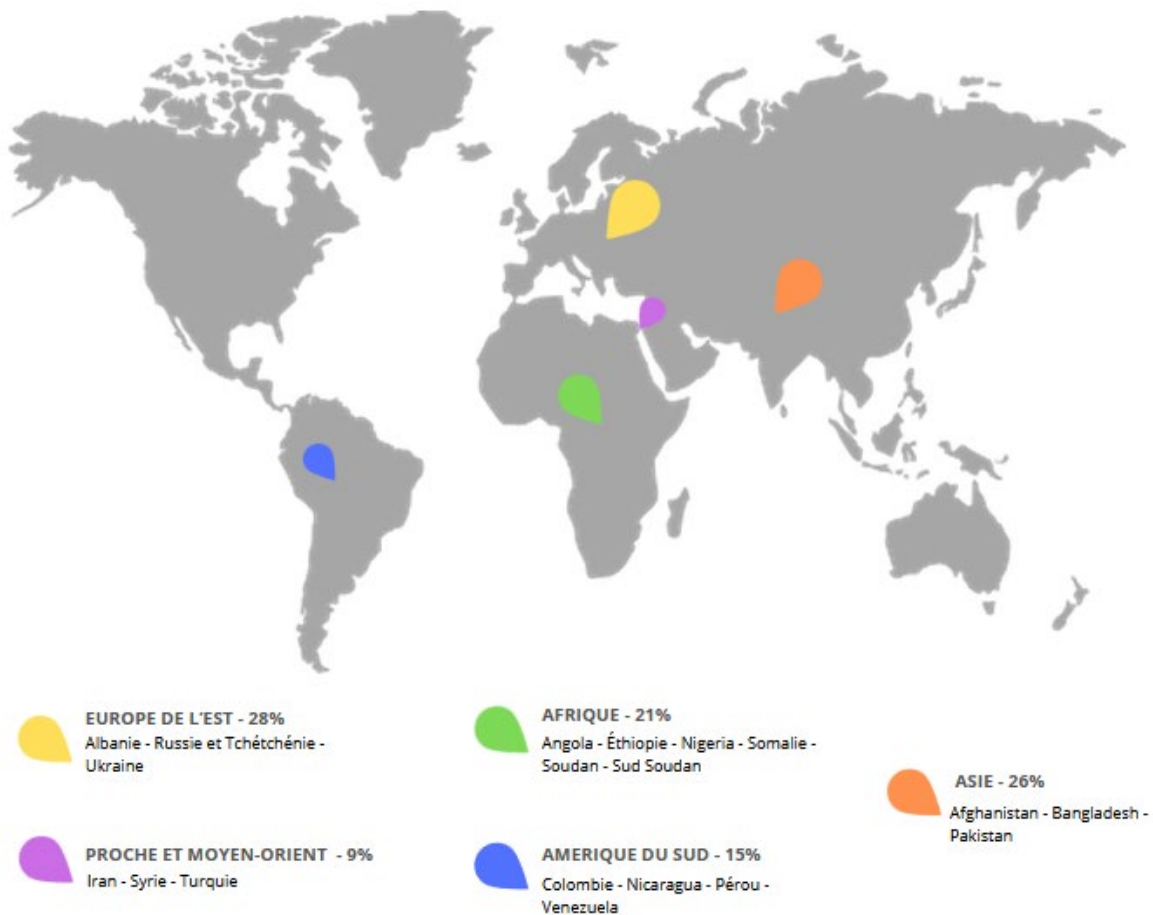 EUROPE DE L'EST - 28%
Albanie - Russie et Tchétchénie -
Ukraine
AFRIQUE - 21%
Angola - Éthiopie - Nigeria - Somalie -
Soudan - Sud Soudan
ASIE - 26%
Afghanistan - Bangladesh -
Pakistan
PROCHE ET MOYEN-ORIENT - 9%
Iran - Syrie - Turquie
AMERIQUE DU SUD - 15%
Colombie - Nicaragua - Pérou -
Venezuela